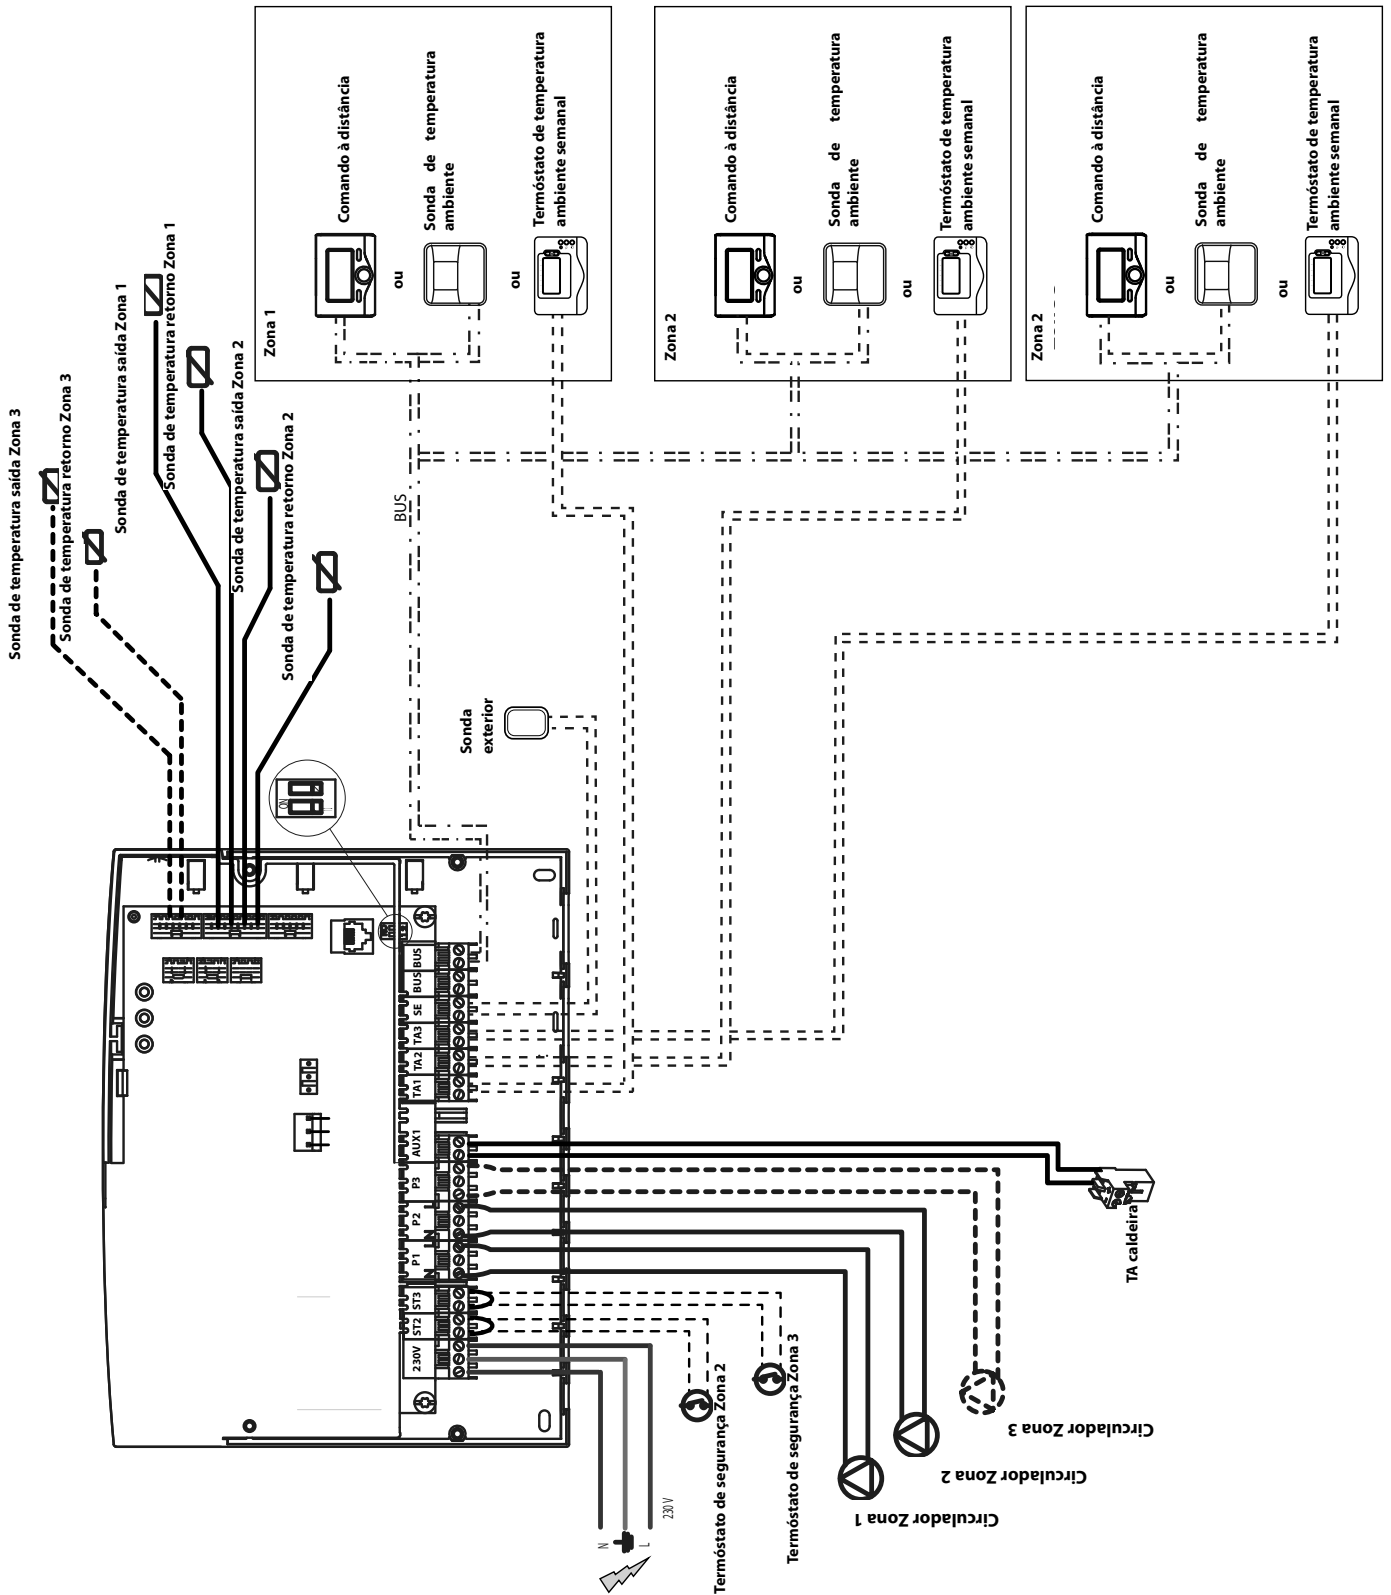 Sonda de temperatura saída Zona 3
Sonda de temperatura retorno Zona 3
Sonda de temperatura saída Zona 1
Sonda de temperatura retorno Zona 1
Sonda de temperatura saída Zona 2
Sonda de temperatura retorno Zona 2
Zona 1
Comando à distância
ou
Sonda de temperatura
ambiente
ou
Termóstato de temperatura
ambiente semanal
Zona 2
Comando à distância
ou
Sonda de temperatura
ambiente
ou
Termóstato de temperatura
ambiente semanal
Zona 2
Comando à distância
ou
Sonda de temperatura
ambiente
ou
Termóstato de temperatura
ambiente semanal
BUS
Sonda
exterior
ON
230V
ST2
ST3
P1
P2
P3
AUX1
TA1
TA2
TA3
SE
BUS
BUS
N
L
N
L
N
L
230 V
Termóstato de segurança Zona 2
Termóstato de segurança Zona 3
Circulador Zona 1
Circulador Zona 2
Circulador Zona 3
TA caldeira